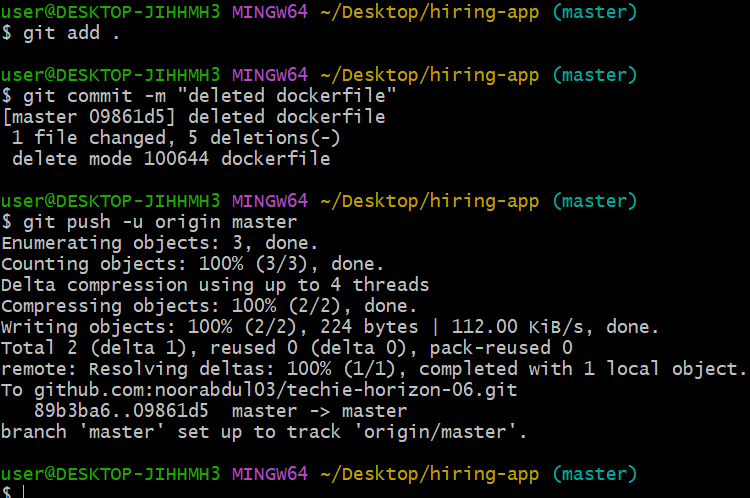 user@DESKTOP-JIHHMH3 MINGW64 ~/Desktop/hiring-app (master)
$ git add .
user@DESKTOP-JIHHMH3 MINGW64 ~/Desktop/hiring-app (master)
$ git commit -m "deleted dockerfile"
[master 09861d5] deleted dockerfile
 1 file changed, 5 deletions(-)
 delete mode 100644 dockerfile
user@DESKTOP-JIHHMH3 MINGW64 ~/Desktop/hiring-app (master)
$ git push -u origin master
Enumerating objects: 3, done.
Counting objects: 100% (3/3), done.
Delta compression using up to 4 threads
Compressing objects: 100% (2/2), done.
Writing objects: 100% (2/2), 224 bytes | 112.00 KiB/s, done.
Total 2 (delta 1), reused 0 (delta 0), pack-reused 0
remote: Resolving deltas: 100% (1/1), completed with 1 local object.
To github.com:noorabdul03/techie-horizon-06.git
   89b3ba6..09861d5  master -> master
branch 'master' set up to track 'origin/master'.
user@DESKTOP-JIHHMH3 MINGW64 ~/Desktop/hiring-app (master)
$